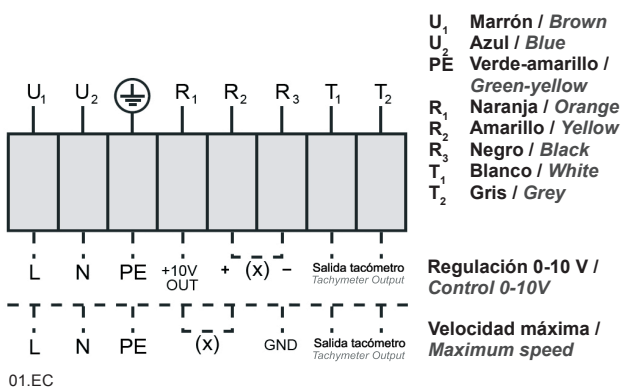 U₁ Marrón / Brown
U₂ Azul / Blue
PE Verde-amarillo /
Green-yellow
R₁ Naranja / Orange
R₂ Amarillo / Yellow
R₃ Negro / Black
T₁ Blanco / White
T₂ Gris / Grey
U₁ U₂ R₁ R₂ R₃ T₁ T₂
L N PE +10V OUT + (x) – Salida tacómetro
Tachymeter Output
Regulación 0-10 V /
Control 0-10V
L N PE (x) GND Salida tacómetro
Tachymeter Output
Velocidad máxima /
Maximum speed
01.EC